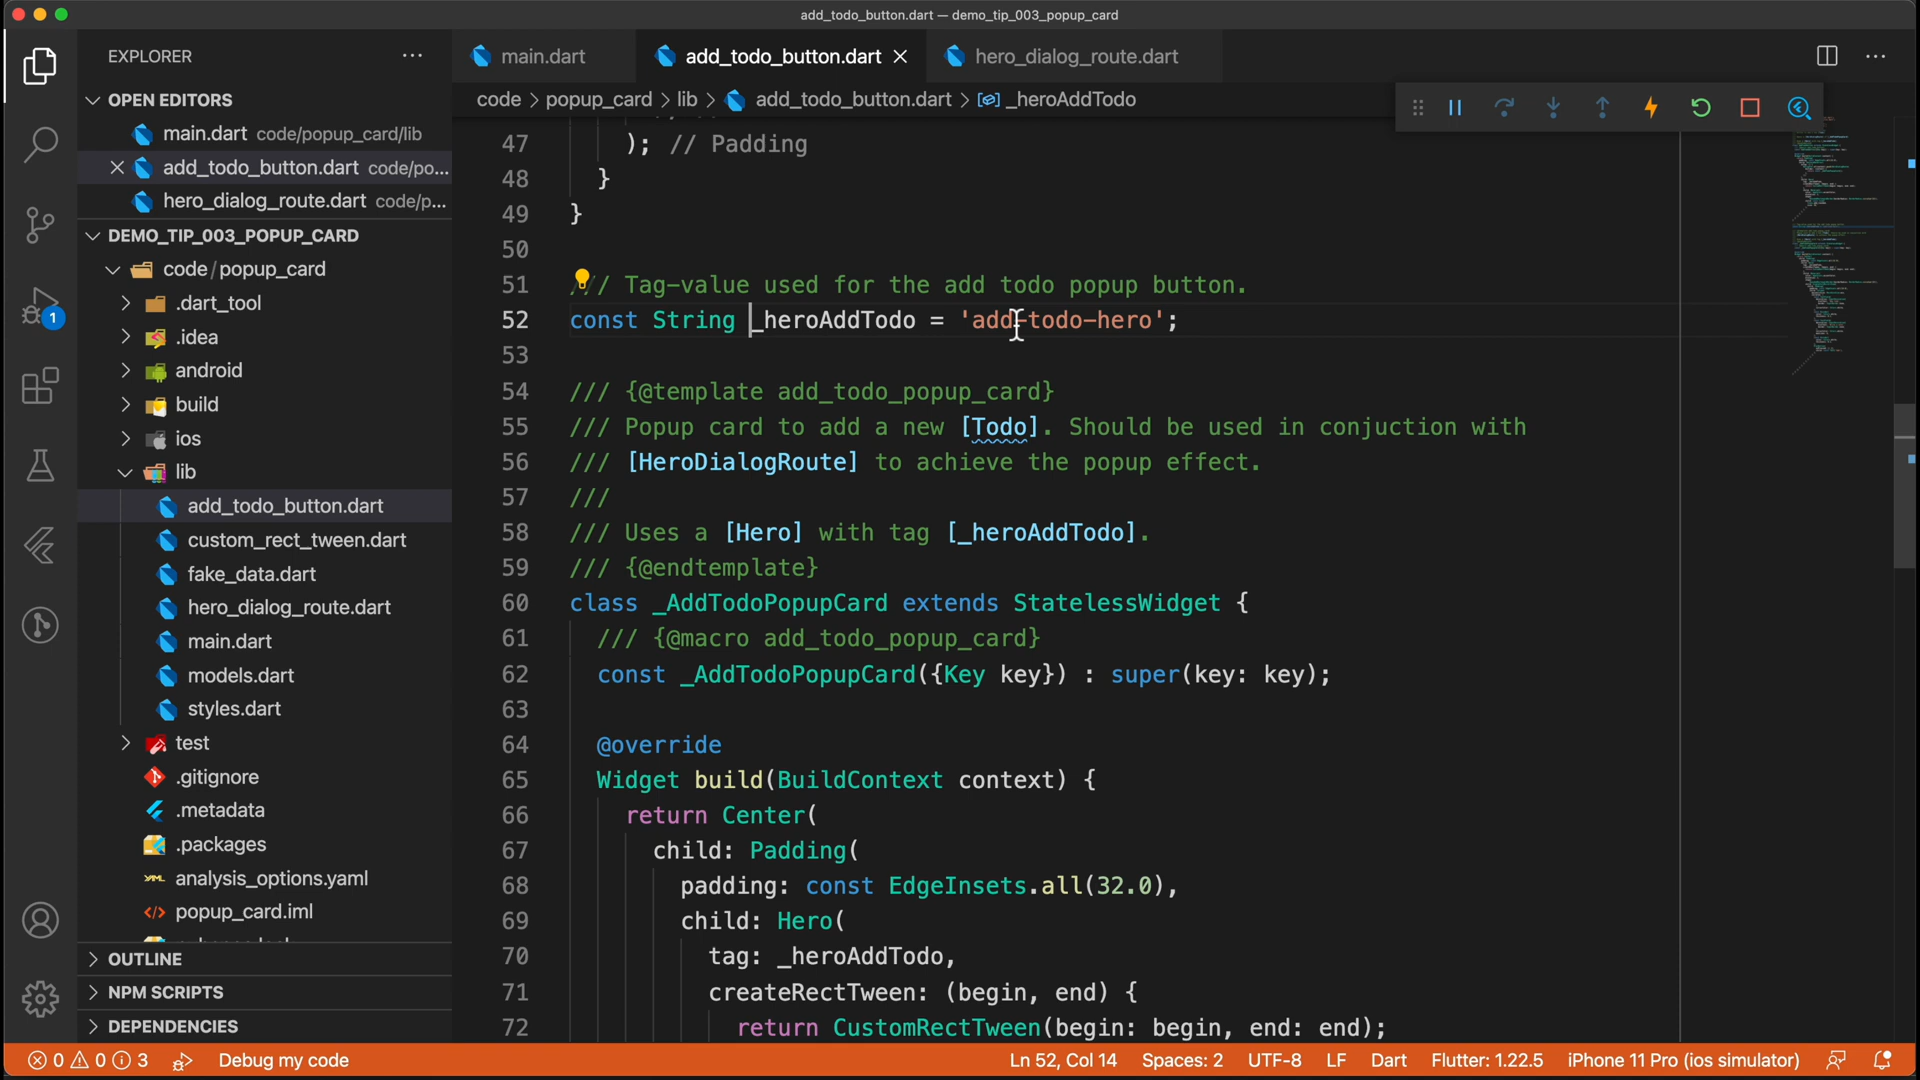 add_todo_button.dart — demo_tip_003_popup_card
EXPLORER
main.dart
add_todo_button.dart
hero_dialog_route.dart
OPEN EDITORS
main.dart code/popup_card/lib
add_todo_button.dart code/po...
hero_dialog_route.dart code/p...
DEMO_TIP_003_POPUP_CARD
code / popup_card
.dart_tool
.idea
android
build
ios
lib
add_todo_button.dart
custom_rect_tween.dart
fake_data.dart
hero_dialog_route.dart
main.dart
models.dart
styles.dart
test
.gitignore
.metadata
.packages
analysis_options.yaml
popup_card.iml
OUTLINE
NPM SCRIPTS
DEPENDENCIES
1
code > popup_card > lib > add_todo_button.dart > _heroAddTodo
47 ); // Padding
48 }
49 }
50
51 /// Tag-value used for the add todo popup button.
52 const String _heroAddTodo = 'add-todo-hero';
53
54 /// {@template add_todo_popup_card}
55 /// Popup card to add a new [Todo]. Should be used in conjuction with
56 /// [HeroDialogRoute] to achieve the popup effect.
57 ///
58 /// Uses a [Hero] with tag [_heroAddTodo].
59 /// {@endtemplate}
60 class _AddTodoPopupCard extends StatelessWidget {
61 /// {@macro add_todo_popup_card}
62 const _AddTodoPopupCard({Key key}) : super(key: key);
63
64 @override
65 Widget build(BuildContext context) {
66 return Center(
67 child: Padding(
68 padding: const EdgeInsets.all(32.0),
69 child: Hero(
70 tag: _heroAddTodo,
71 createRectTween: (begin, end) {
72 return CustomRectTween(begin: begin, end: end);
0 0 3 Debug my code
Ln 52, Col 14 Spaces: 2 UTF-8 LF Dart Flutter: 1.22.5 iPhone 11 Pro (ios simulator)